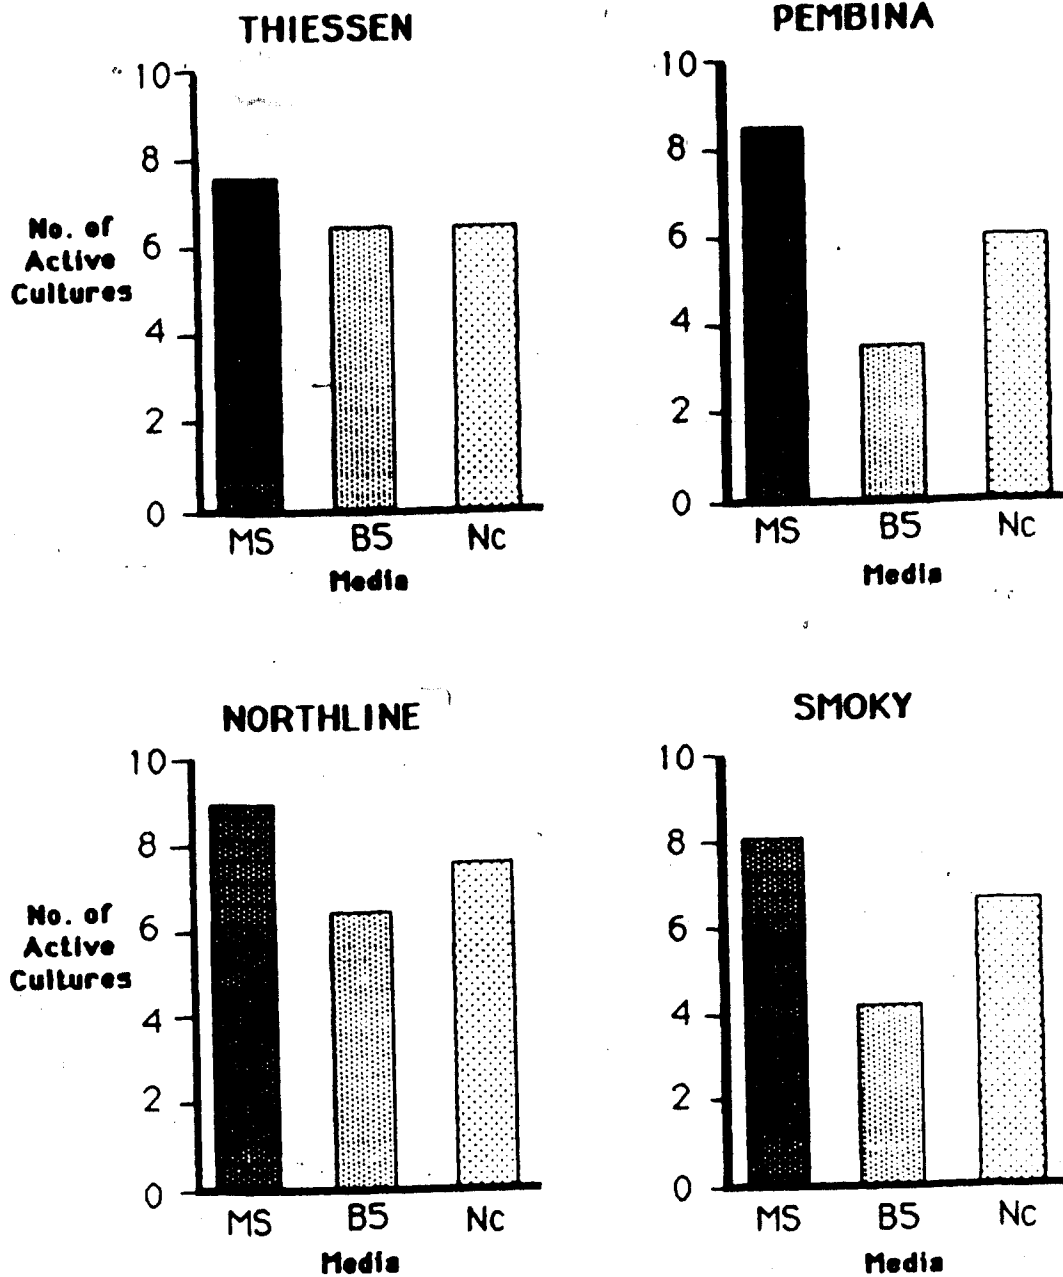 THIESSEN
10
8
6
4
2
0
No. of
Active
Cultures
MS B5 Nc
Media
PEMBINA
10
8
6
4
2
0
MS B5 Nc
Media
NORTHLINE
10
8
6
4
2
0
No. of
Active
Cultures
MS B5 Nc
Media
SMOKY
10
8
6
4
2
0
MS B5 Nc
Media